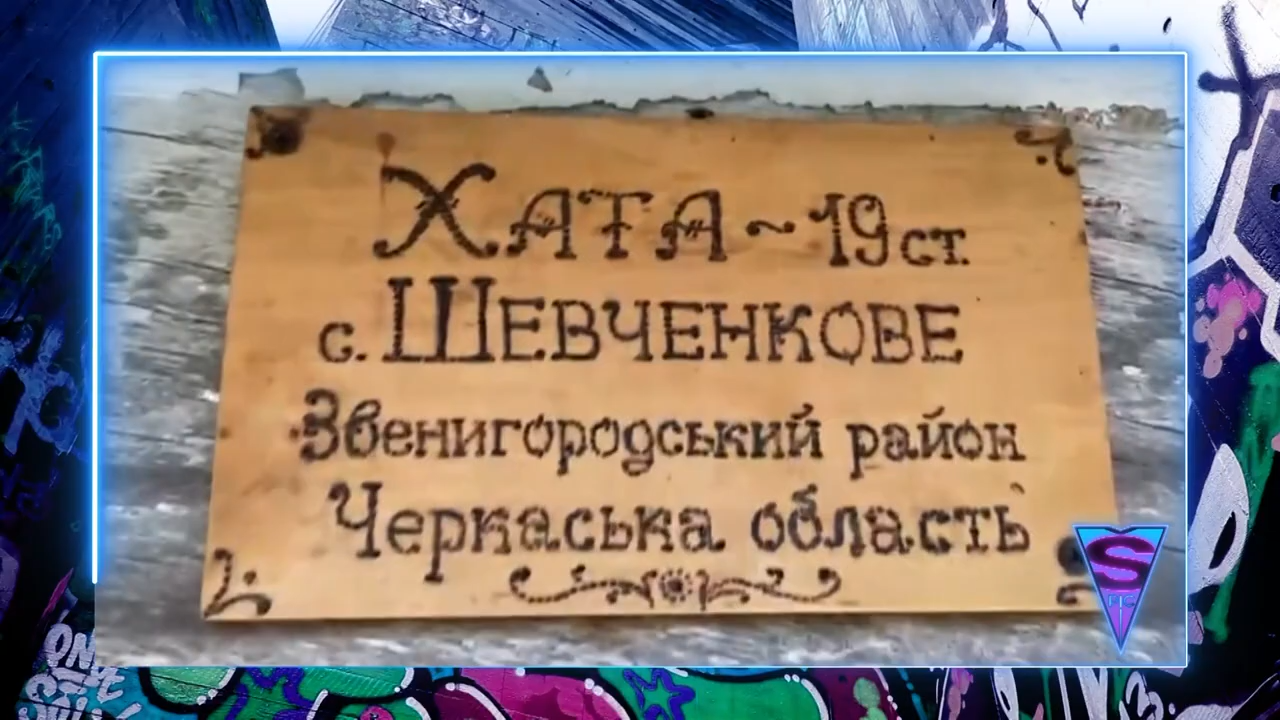 ХАТА ~ 19 ст.
с. ШЕВЧЕНКОВЕ
Звенигородський район
Черкаська область
S